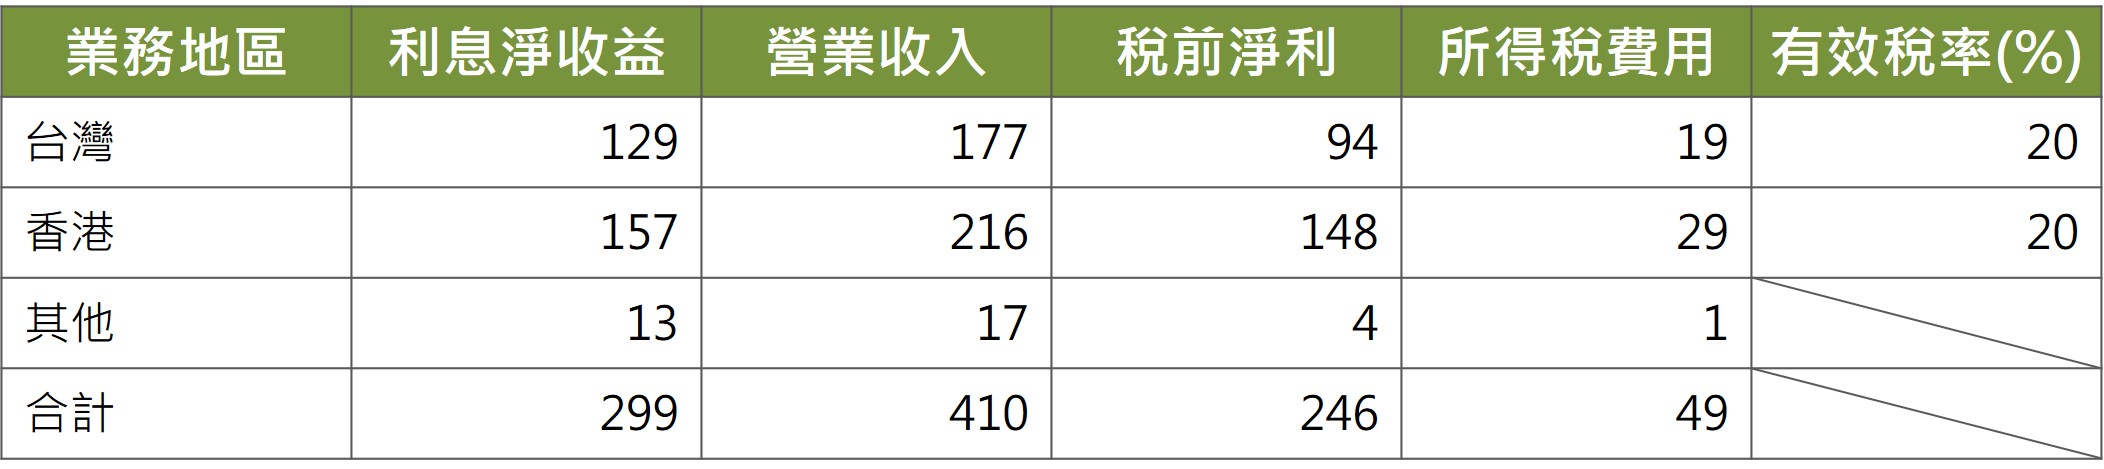 業務地區 利息淨收益 營業收入 稅前淨利 所得稅費用 有效稅率(%)
台灣 129 177 94 19 20
香港 157 216 148 29 20
其他 13 17 4 1
合計 299 410 246 49